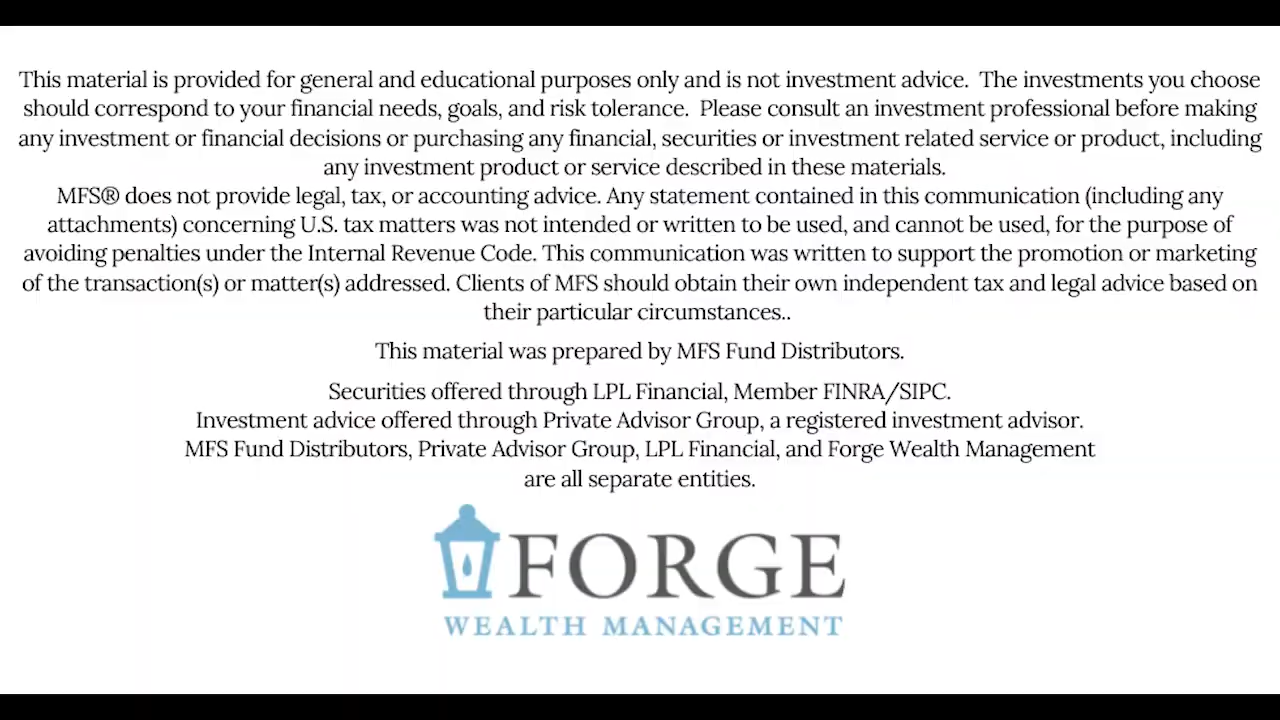 This material is provided for general and educational purposes only and is not investment advice.  The investments you choose
should correspond to your financial needs, goals, and risk tolerance.  Please consult an investment professional before making
any investment or financial decisions or purchasing any financial, securities or investment related service or product, including
any investment product or service described in these materials.
MFS® does not provide legal, tax, or accounting advice. Any statement contained in this communication (including any
attachments) concerning U.S. tax matters was not intended or written to be used, and cannot be used, for the purpose of
avoiding penalties under the Internal Revenue Code. This communication was written to support the promotion or marketing
of the transaction(s) or matter(s) addressed. Clients of MFS should obtain their own independent tax and legal advice based on
their particular circumstances..
This material was prepared by MFS Fund Distributors.
Securities offered through LPL Financial, Member FINRA/SIPC.
Investment advice offered through Private Advisor Group, a registered investment advisor.
MFS Fund Distributors, Private Advisor Group, LPL Financial, and Forge Wealth Management
are all separate entities.
FORGE
WEALTH MANAGEMENT